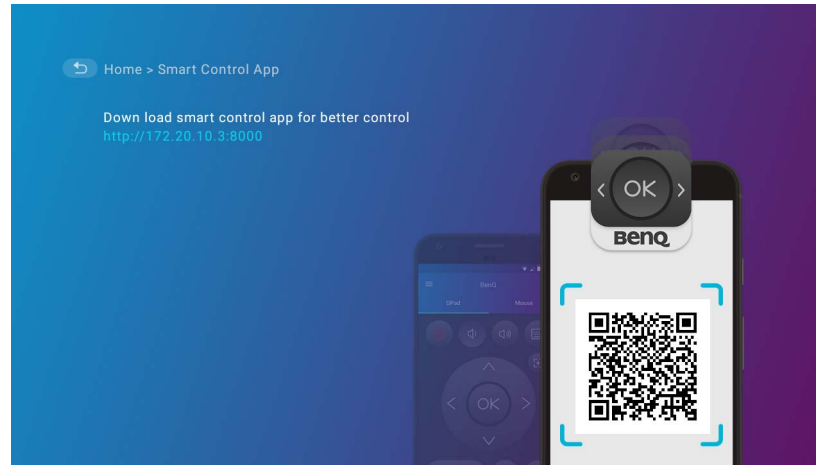 Home > Smart Control App
Down load smart control app for better control
http://172.20.10.3:8000
OK
BenQ
BenQ
DPad
Mouse
OK